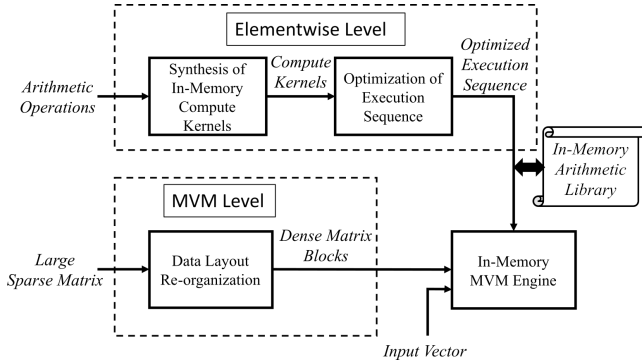 Elementwise Level
Arithmetic
Operations
Synthesis of
In-Memory
Compute
Kernels
Compute
Kernels
Optimization of
Execution
Sequence
Optimized
Execution
Sequence
In-Memory
Arithmetic
Library
MVM Level
Large
Sparse Matrix
Data Layout
Re-organization
Dense Matrix
Blocks
In-Memory
MVM Engine
Input Vector